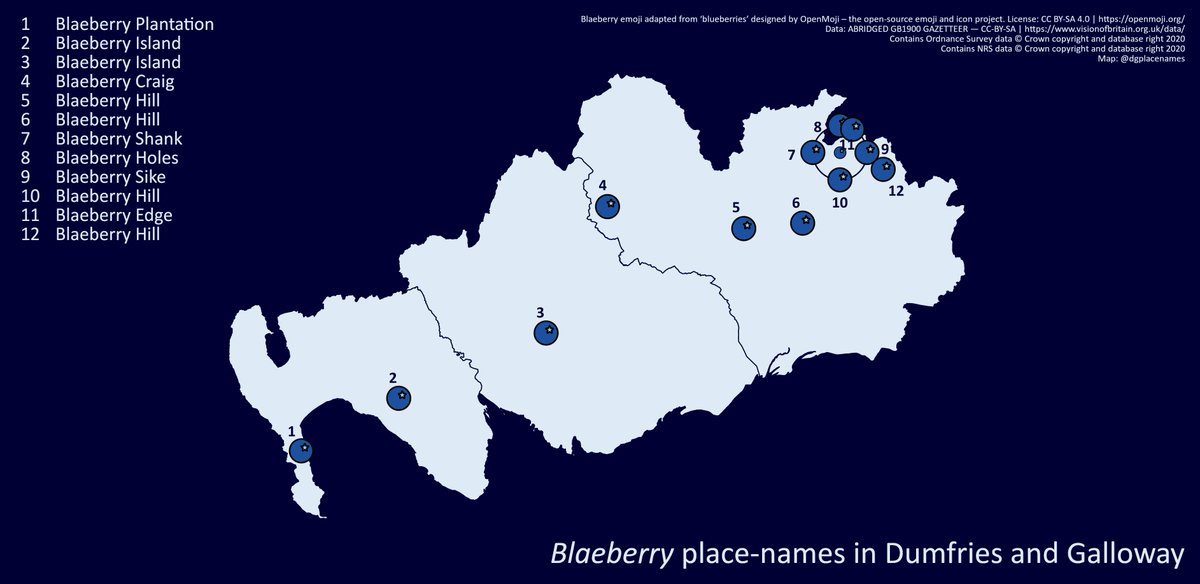 1 Blaeberry Plantation
2 Blaeberry Island
3 Blaeberry Island
4 Blaeberry Craig
5 Blaeberry Hill
6 Blaeberry Hill
7 Blaeberry Shank
8 Blaeberry Holes
9 Blaeberry Sike
10 Blaeberry Hill
11 Blaeberry Edge
12 Blaeberry Hill
Blaeberry emoji adapted from ‘blueberries’ designed by OpenMoji – the open-source emoji and icon project. License: CC BY-SA 4.0 | https://openmoji.org/
Data: ABRIDGED GB1900 GAZETTEER — CC-BY-SA | https://www.visionofbritain.org.uk/data/
Contains Ordnance Survey data © Crown copyright and database right 2020
Contains NRS data © Crown copyright and database right 2020
Map: @dgplacenames
8
11
9
7
4
12
6
10
5
3
2
1
Blaeberry place-names in Dumfries and Galloway